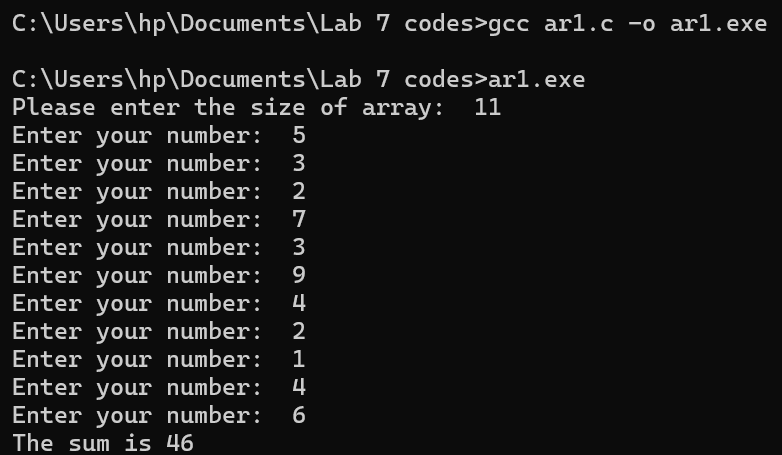 C:\Users\hp\Documents\Lab 7 codes>gcc ar1.c -o ar1.exe
C:\Users\hp\Documents\Lab 7 codes>ar1.exe
Please enter the size of array:  11
Enter your number:  5
Enter your number:  3
Enter your number:  2
Enter your number:  7
Enter your number:  3
Enter your number:  9
Enter your number:  4
Enter your number:  2
Enter your number:  1
Enter your number:  4
Enter your number:  6
The sum is 46